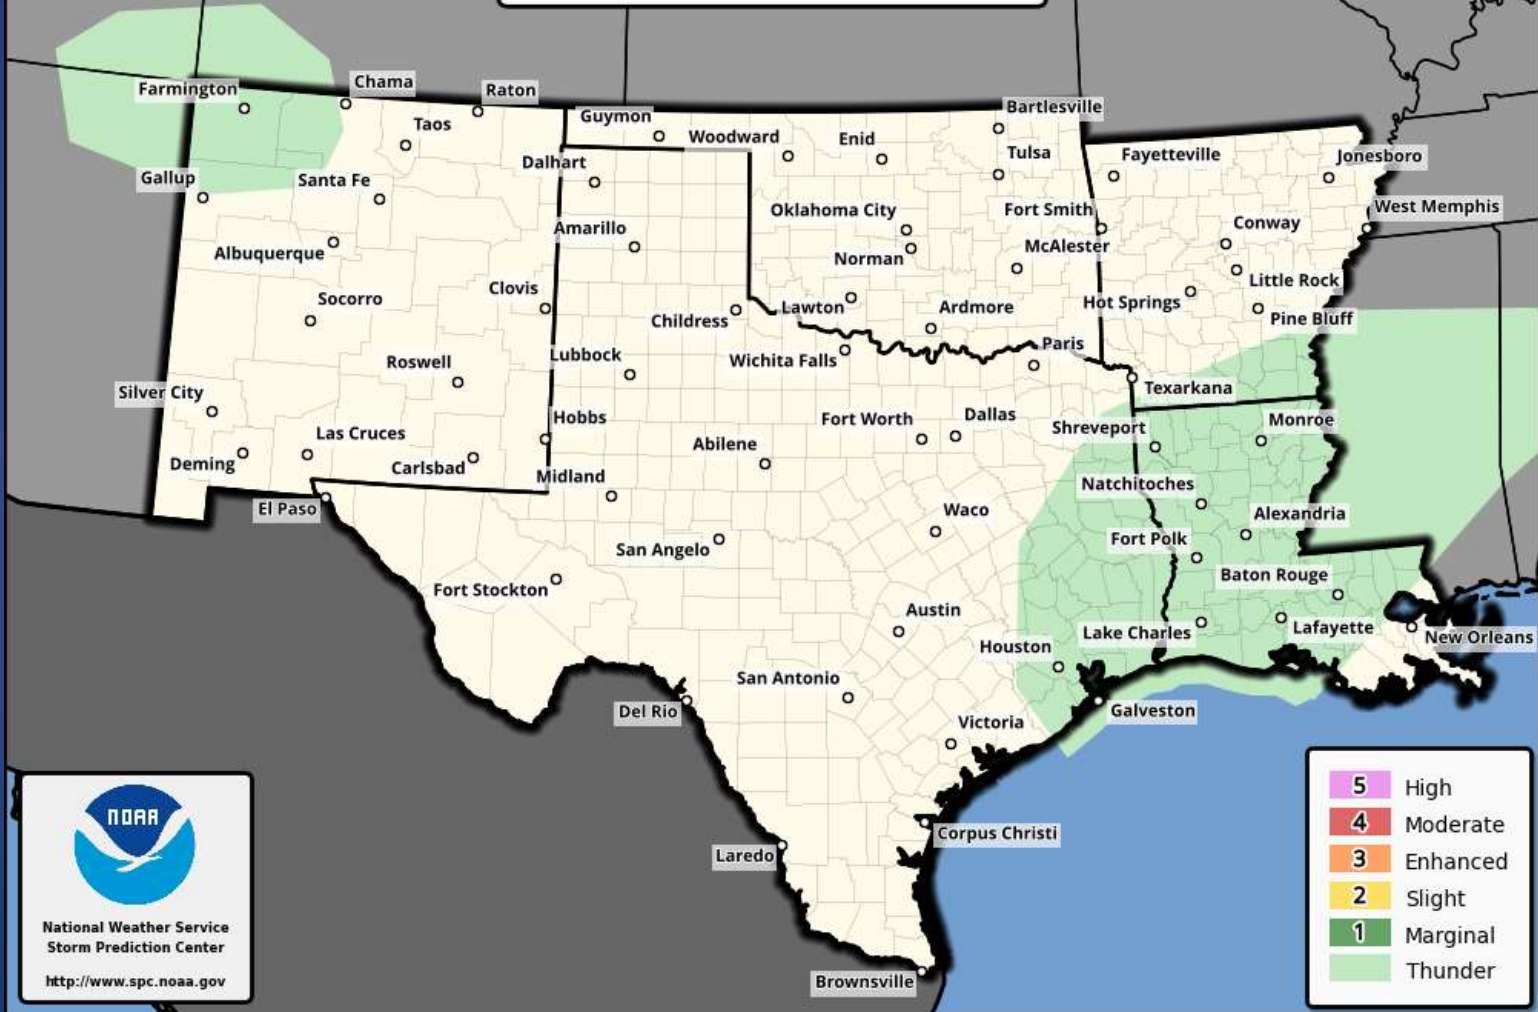 Farmington
Chama
Raton
Taos
Guymon
Woodward
Enid
Bartlesville
Tulsa
Fayetteville
Jonesboro
Dalhart
Gallup
Santa Fe
West Memphis
Amarillo
Oklahoma City
Fort Smith
Conway
Albuquerque
Norman
McAlester
Little Rock
Clovis
Socorro
Hot Springs
Lawton
Ardmore
Pine Bluff
Childress
Paris
Lubbock
Wichita Falls
Roswell
Texarkana
Silver City
Hobbs
Fort Worth
Dallas
Shreveport
Monroe
Las Cruces
Abilene
Deming
Carlsbad
Midland
Natchitoches
El Paso
Waco
Alexandria
San Angelo
Fort Polk
Baton Rouge
Fort Stockton
Austin
Lake Charles
Lafayette
New Orleans
Houston
San Antonio
Del Rio
Galveston
Victoria
Corpus Christi
Laredo
Brownsville
NOAA
National Weather Service
Storm Prediction Center
http://www.spc.noaa.gov
5 High
4 Moderate
3 Enhanced
2 Slight
1 Marginal
Thunder